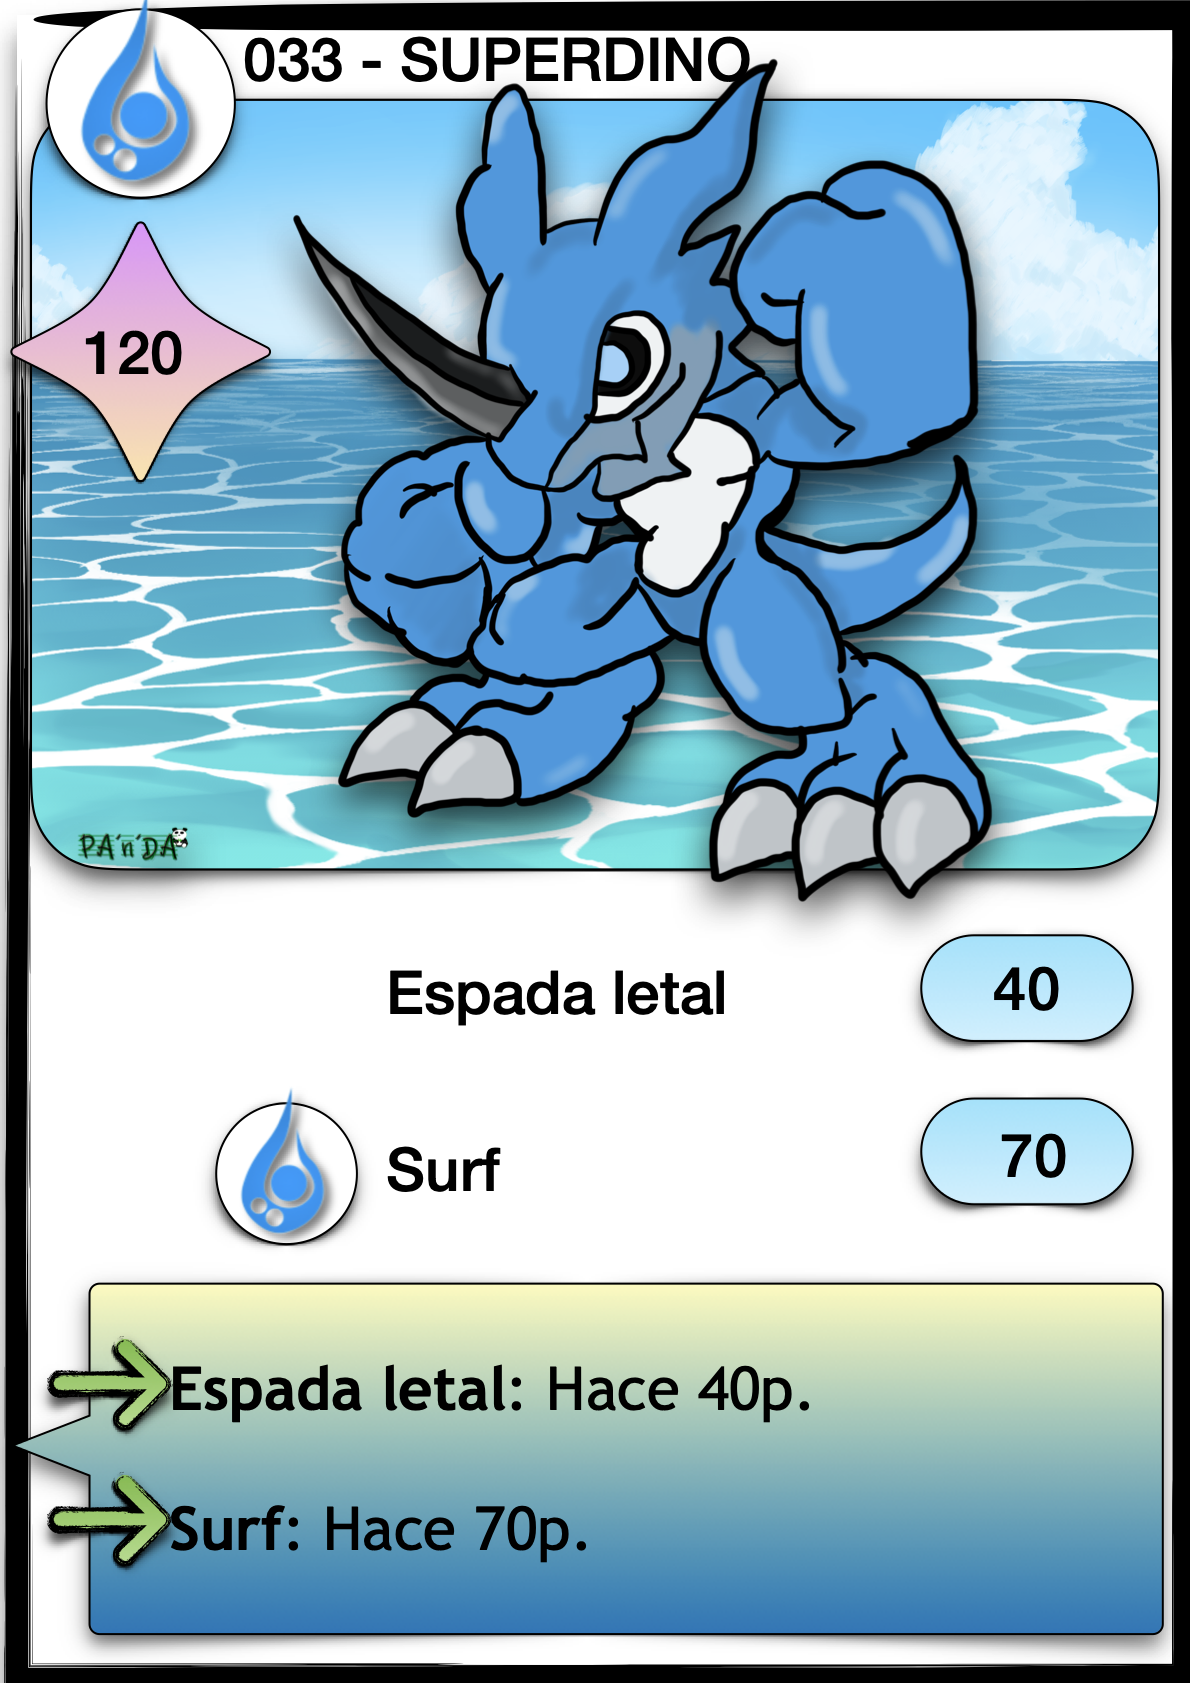 033 - SUPERDINO
120
PA'n'DA
Espada letal
40
Surf
70
Espada letal: Hace 40p.
Surf: Hace 70p.